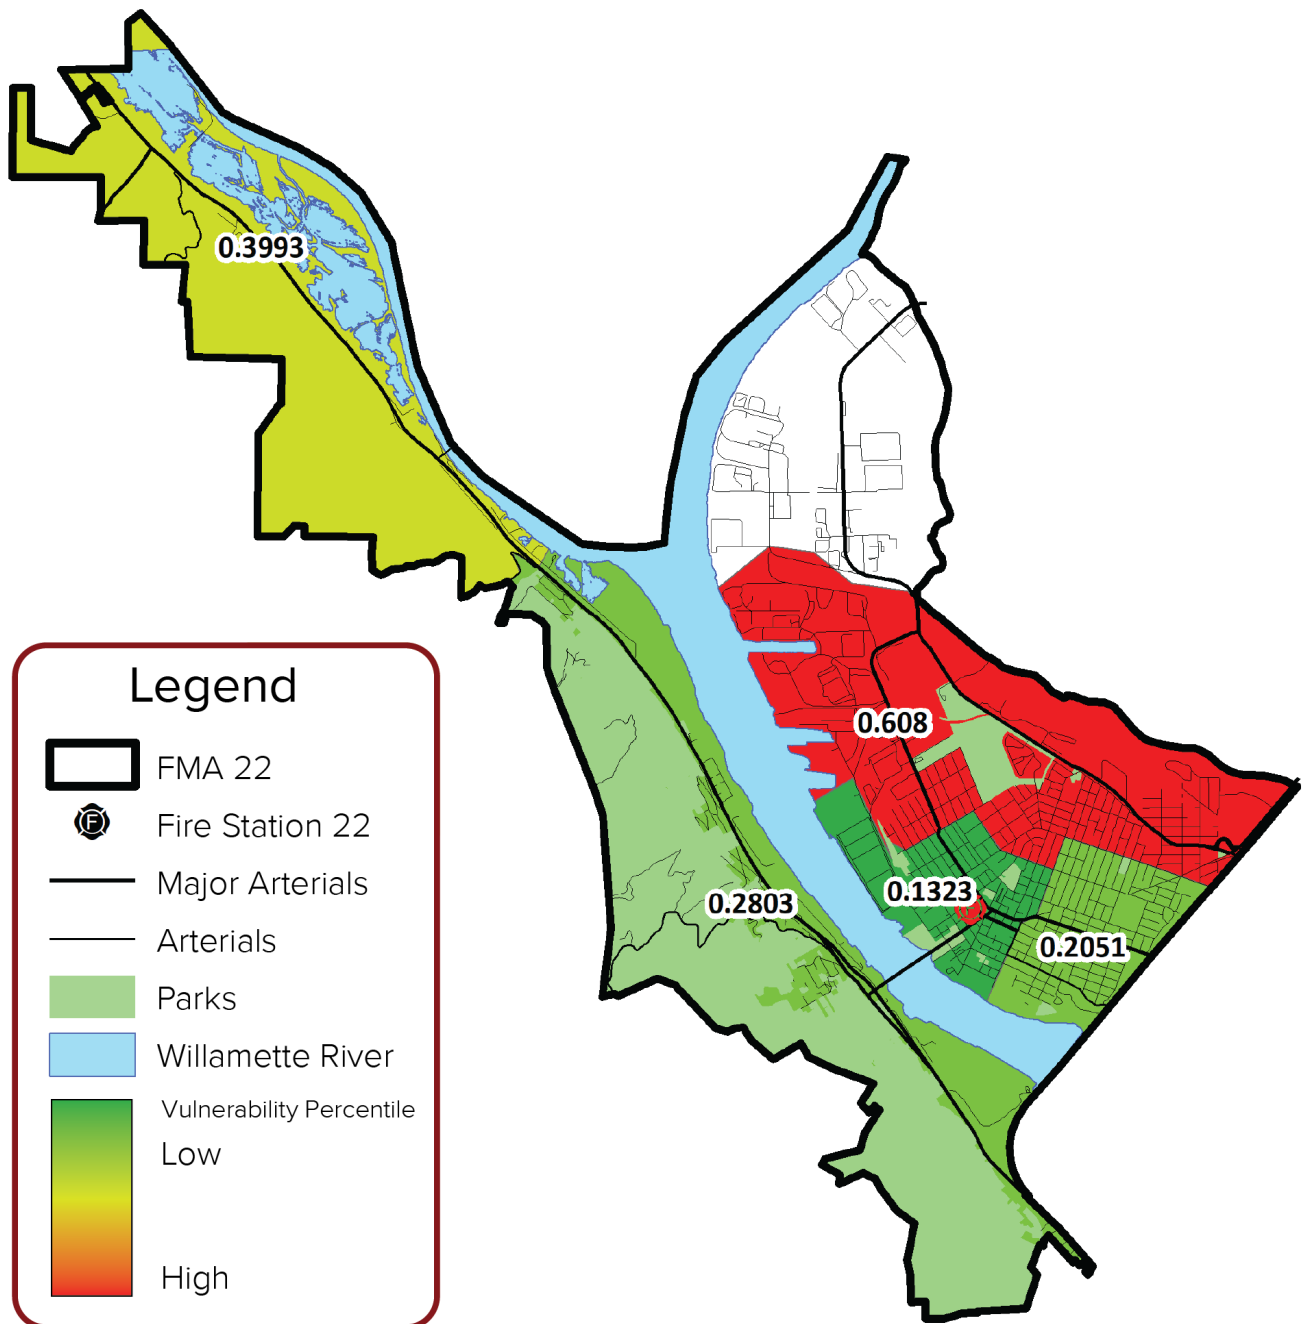 0.3993
0.608
0.1323
0.2803
0.2051
Legend
FMA 22
F
Fire Station 22
Major Arterials
Arterials
Parks
Willamette River
Vulnerability Percentile
Low
High